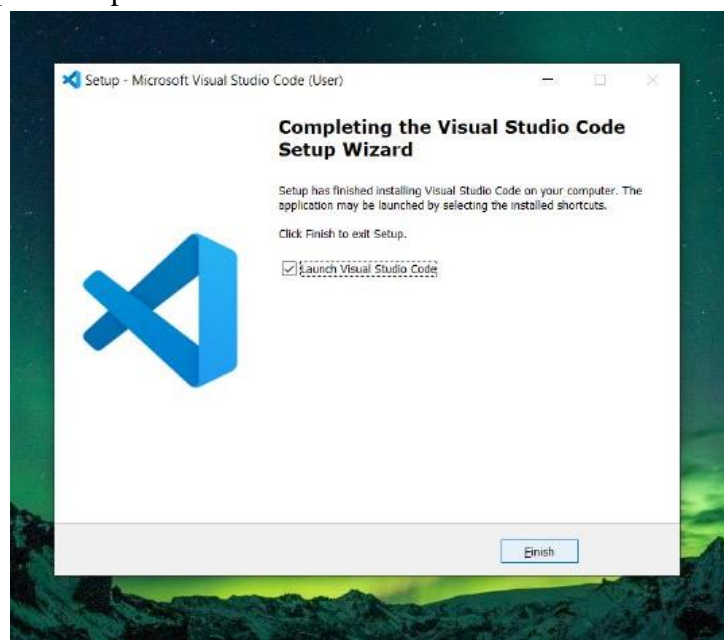 Setup - Microsoft Visual Studio Code (User)
Completing the Visual Studio Code
Setup Wizard
Setup has finished installing Visual Studio Code on your computer. The
application may be launched by selecting the installed shortcuts.
Click Finish to exit Setup.
Launch Visual Studio Code
Finish